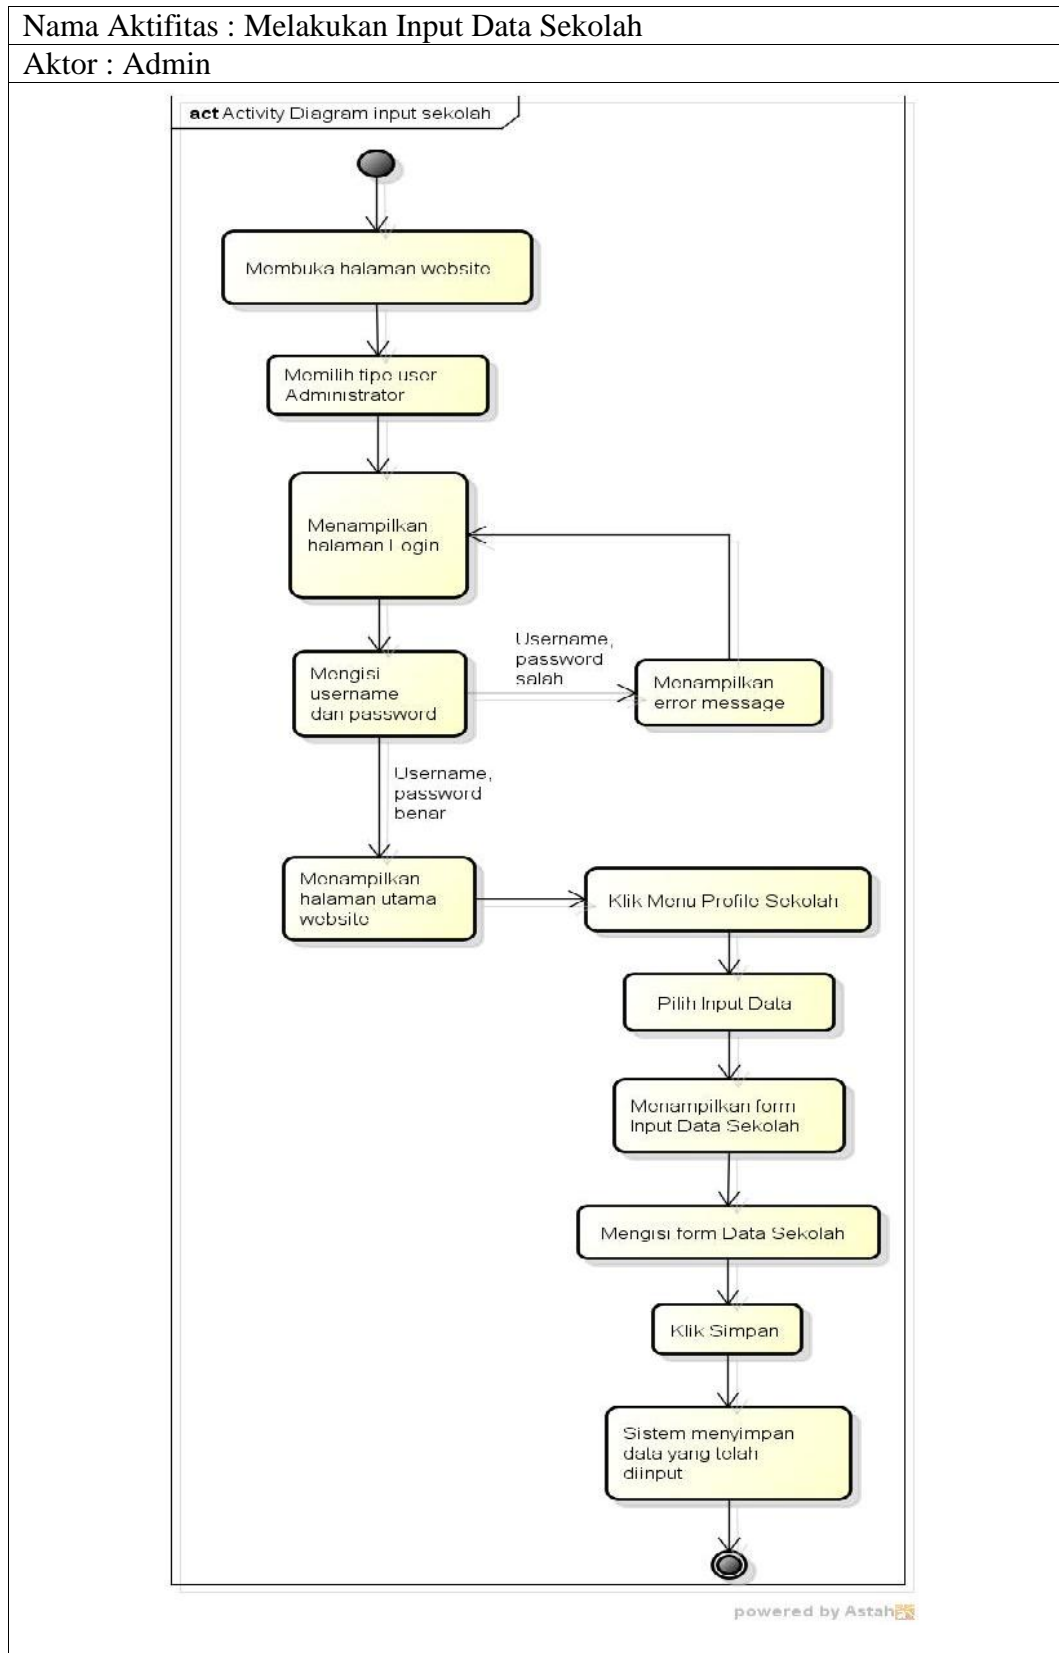 Nama Aktifitas : Melakukan Input Data Sekolah
Aktor : Admin
act Activity Diagram input sekolah
Membuka halaman website
Memilih tipe user
Administrator
Menampilkan
halaman Login
Mengisi
username
dan password
Username,
password
salah
Menampilkan
error message
Username,
password
benar
Menampilkan
halaman utama
website
Klik Menu Profile Sekolah
Pilih Input Data
Menampilkan form
Input Data Sekolah
Mengisi form Data Sekolah
Klik Simpan
Sistem menyimpan
data yang telah
diinput
powered by Astah